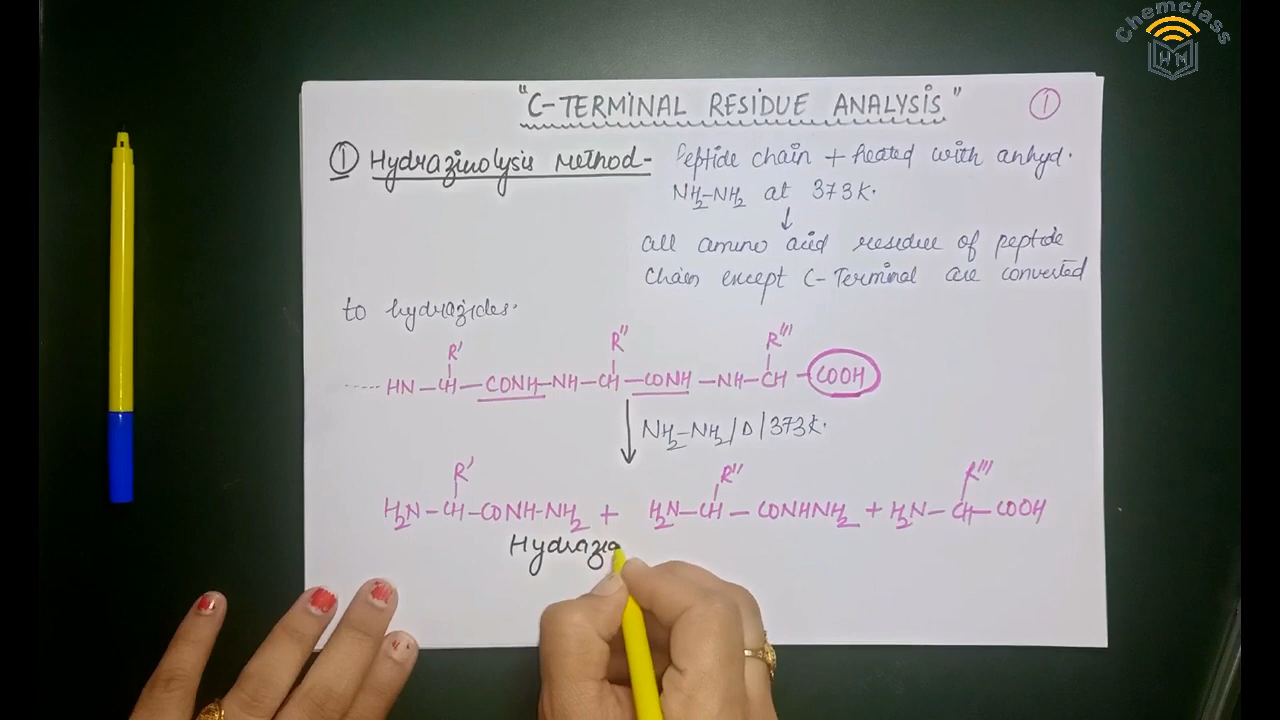 Chemclass
HM
"C-TERMINAL RESIDUE ANALYSIS" ①
① Hydrazinolysis Method- Peptide chain + heated with anhyd.
NH2-NH2 at 373K.
↓
all amino acid residue of peptide
chain except C-Terminal are converted
to hydrazides.
R' R'' R'''
----HN-CH-CONH-NH-CH-CONH-NH-CH-COOH
↓ NH2-NH2/Δ/373K.
R' R'' R'''
H2N-CH-CONH-NH2 + H2N-CH-CONHNH2 + H2N-CH-COOH
Hydrazi